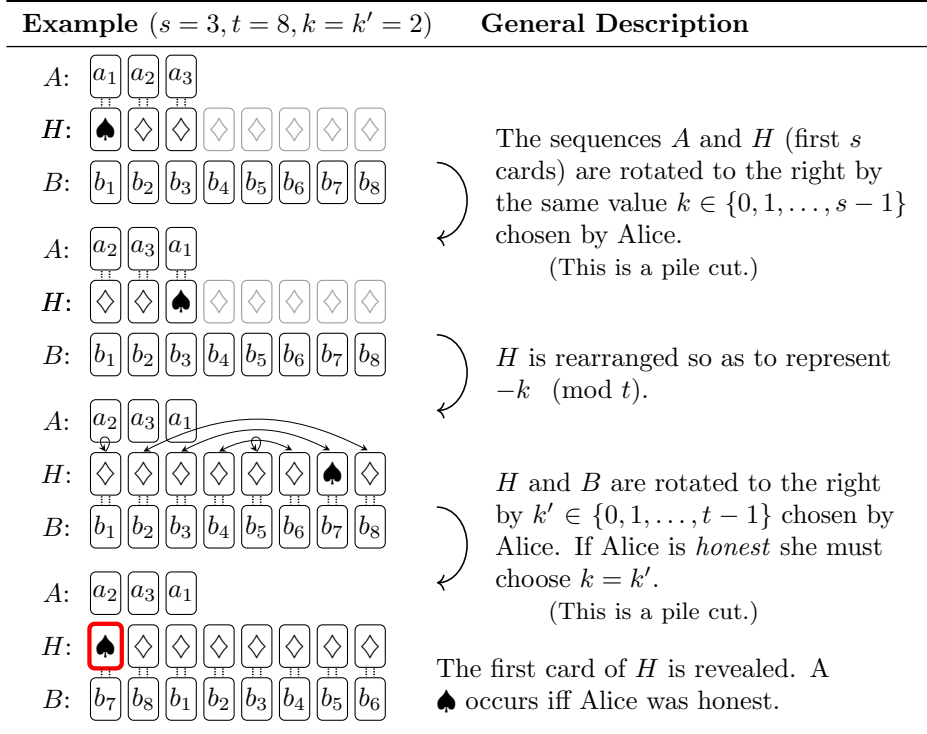 Example (s = 3, t = 8, k = k′ = 2) General Description
A: a₁ a₂ a₃
H: ♠ ♢ ♢ ♢ ♢ ♢ ♢ ♢
B: b₁ b₂ b₃ b₄ b₅ b₆ b₇ b₈
The sequences A and H (first s
cards) are rotated to the right by
the same value k ∈ {0, 1, . . . , s − 1}
chosen by Alice.
(This is a pile cut.)
A: a₂ a₃ a₁
H: ♢ ♢ ♠ ♢ ♢ ♢ ♢ ♢
B: b₁ b₂ b₃ b₄ b₅ b₆ b₇ b₈
H is rearranged so as to represent
−k (mod t).
A: a₂ a₃ a₁
H: ♢ ♢ ♢ ♢ ♢ ♢ ♠ ♢
B: b₁ b₂ b₃ b₄ b₅ b₆ b₇ b₈
H and B are rotated to the right
by k′ ∈ {0, 1, . . . , t − 1} chosen by
Alice. If Alice is honest she must
choose k = k′.
(This is a pile cut.)
A: a₂ a₃ a₁
H: ♠ ♢ ♢ ♢ ♢ ♢ ♢ ♢
B: b₇ b₈ b₁ b₂ b₃ b₄ b₅ b₆
The first card of H is revealed. A
♠ occurs iff Alice was honest.